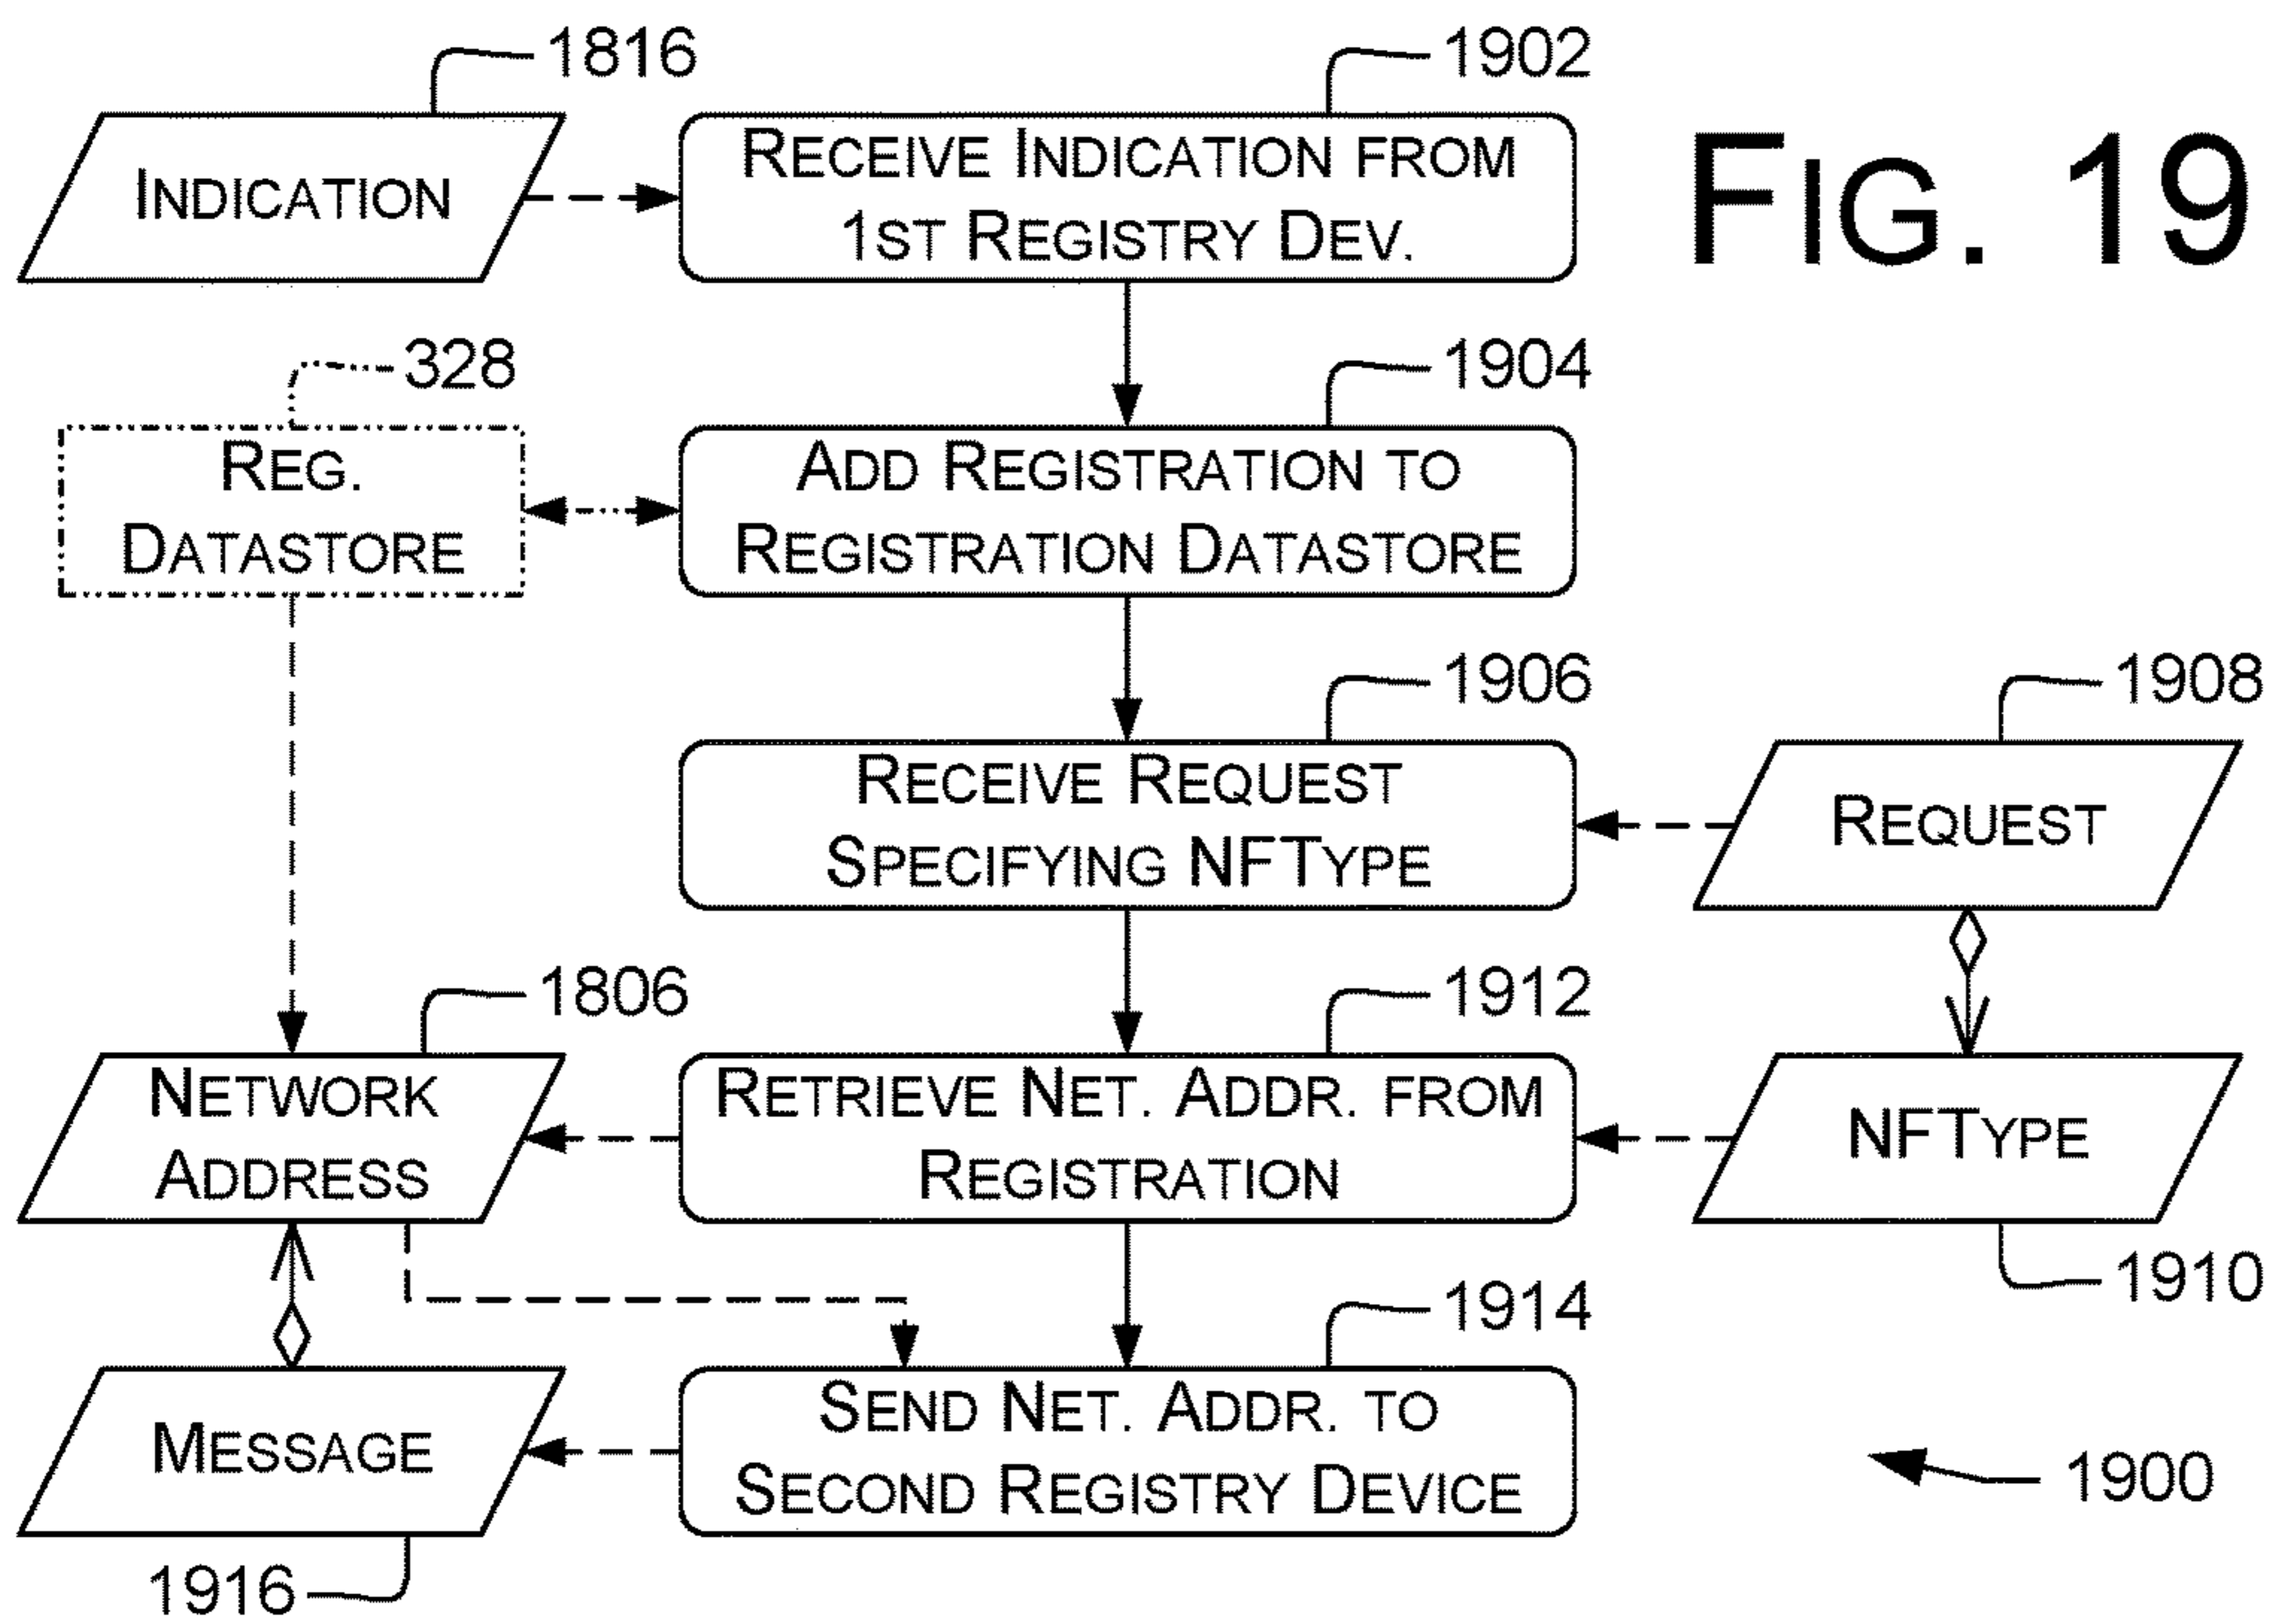 1816
1902
FIG. 19
INDICATION
RECEIVE INDICATION FROM
1ST REGISTRY DEV.
328
1904
REG.
DATASTORE
ADD REGISTRATION TO
REGISTRATION DATASTORE
1906
1908
RECEIVE REQUEST
SPECIFYING NFTYPE
REQUEST
1806
1912
NETWORK
ADDRESS
RETRIEVE NET. ADDR. FROM
REGISTRATION
NFTYPE
1910
1914
MESSAGE
SEND NET. ADDR. TO
SECOND REGISTRY DEVICE
1900
1916